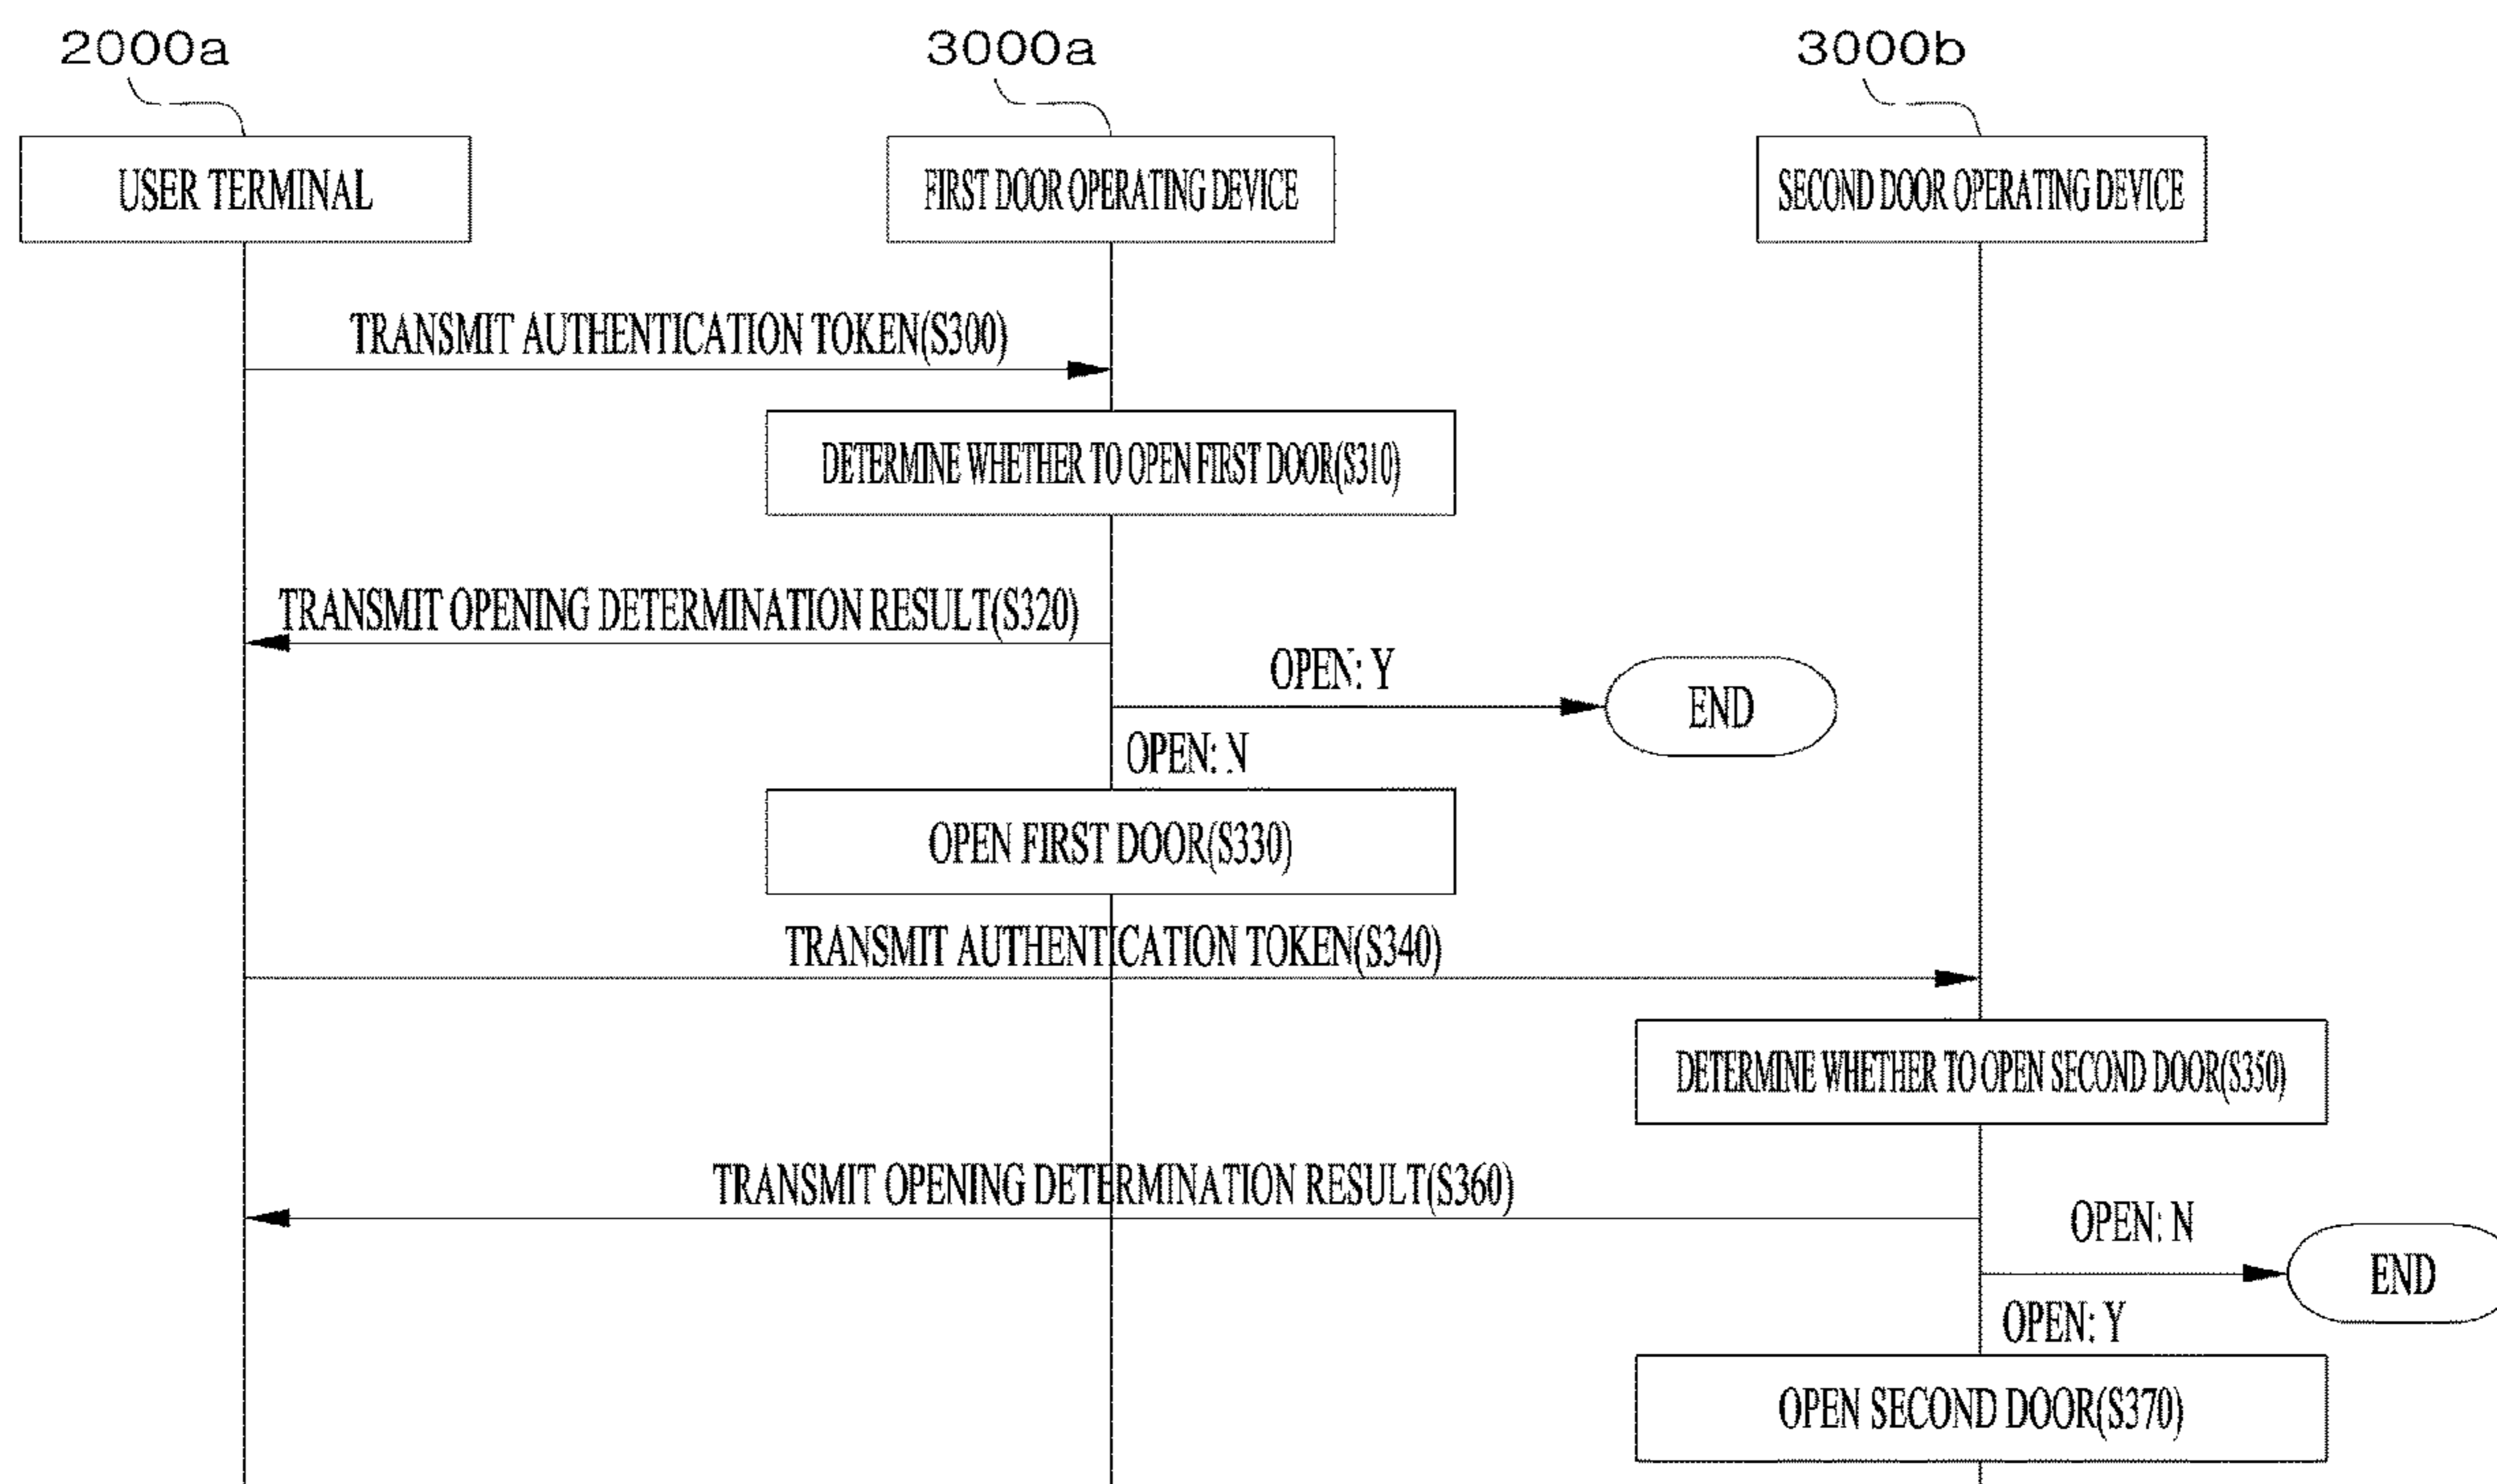 2000a
3000a
3000b
USER TERMINAL
FIRST DOOR OPERATING DEVICE
SECOND DOOR OPERATING DEVICE
TRANSMIT AUTHENTICATION TOKEN(S300)
DETERMINE WHETHER TO OPEN FIRST DOOR(S310)
TRANSMIT OPENING DETERMINATION RESULT(S320)
OPEN: Y
END
OPEN: N
OPEN FIRST DOOR(S330)
TRANSMIT AUTHENTICATION TOKEN(S340)
DETERMINE WHETHER TO OPEN SECOND DOOR(S350)
TRANSMIT OPENING DETERMINATION RESULT(S360)
OPEN: N
END
OPEN: Y
OPEN SECOND DOOR(S370)